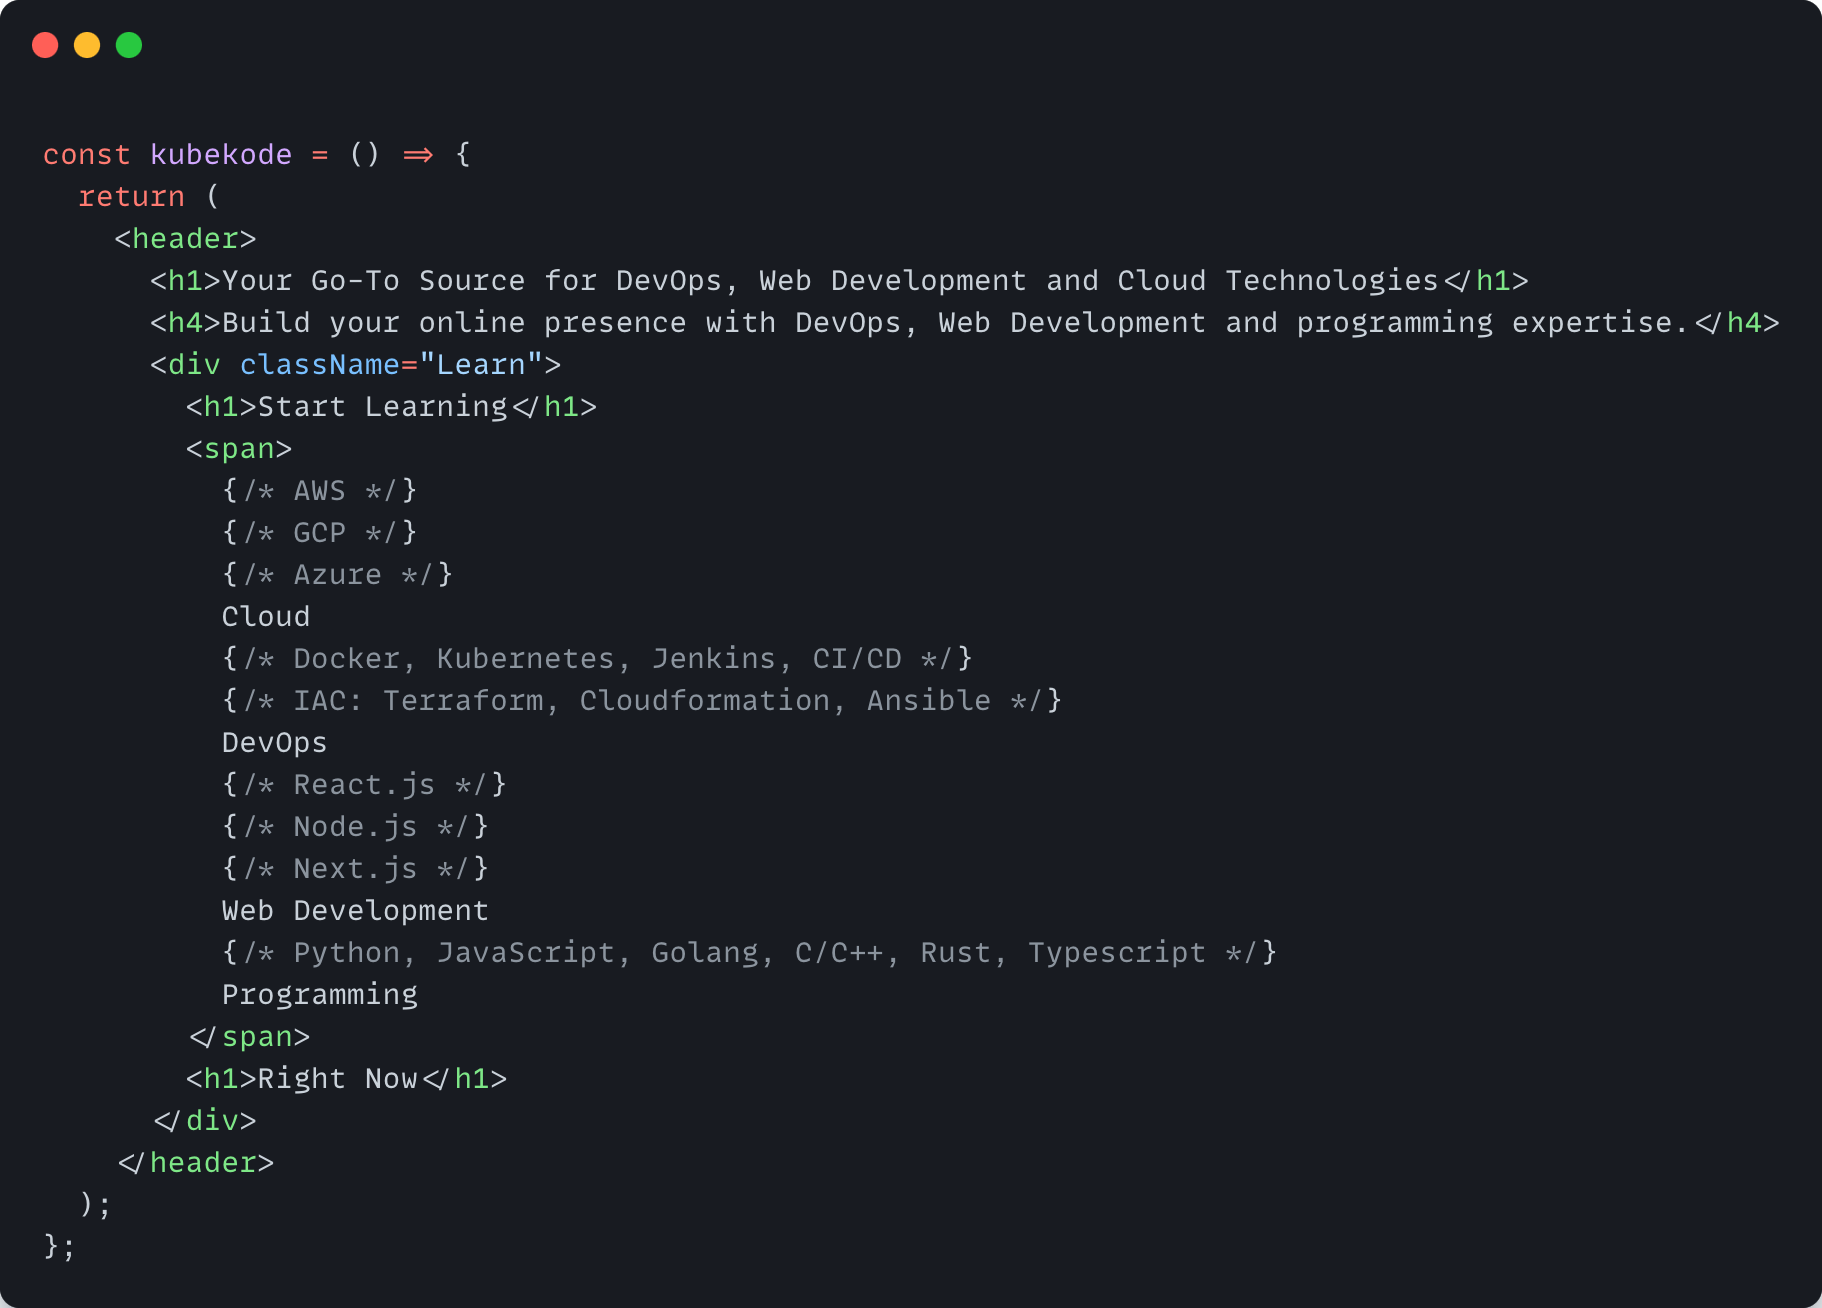 const kubekode = () => {
  return (
    <header>
      <h1>Your Go-To Source for DevOps, Web Development and Cloud Technologies</h1>
      <h4>Build your online presence with DevOps, Web Development and programming expertise.</h4>
      <div className="Learn">
        <h1>Start Learning</h1>
        <span>
          {/* AWS */}
          {/* GCP */}
          {/* Azure */}
          Cloud
          {/* Docker, Kubernetes, Jenkins, CI/CD */}
          {/* IAC: Terraform, Cloudformation, Ansible */}
          DevOps
          {/* React.js */}
          {/* Node.js */}
          {/* Next.js */}
          Web Development
          {/* Python, JavaScript, Golang, C/C++, Rust, Typescript */}
          Programming
        </span>
        <h1>Right Now</h1>
      </div>
    </header>
  );
};